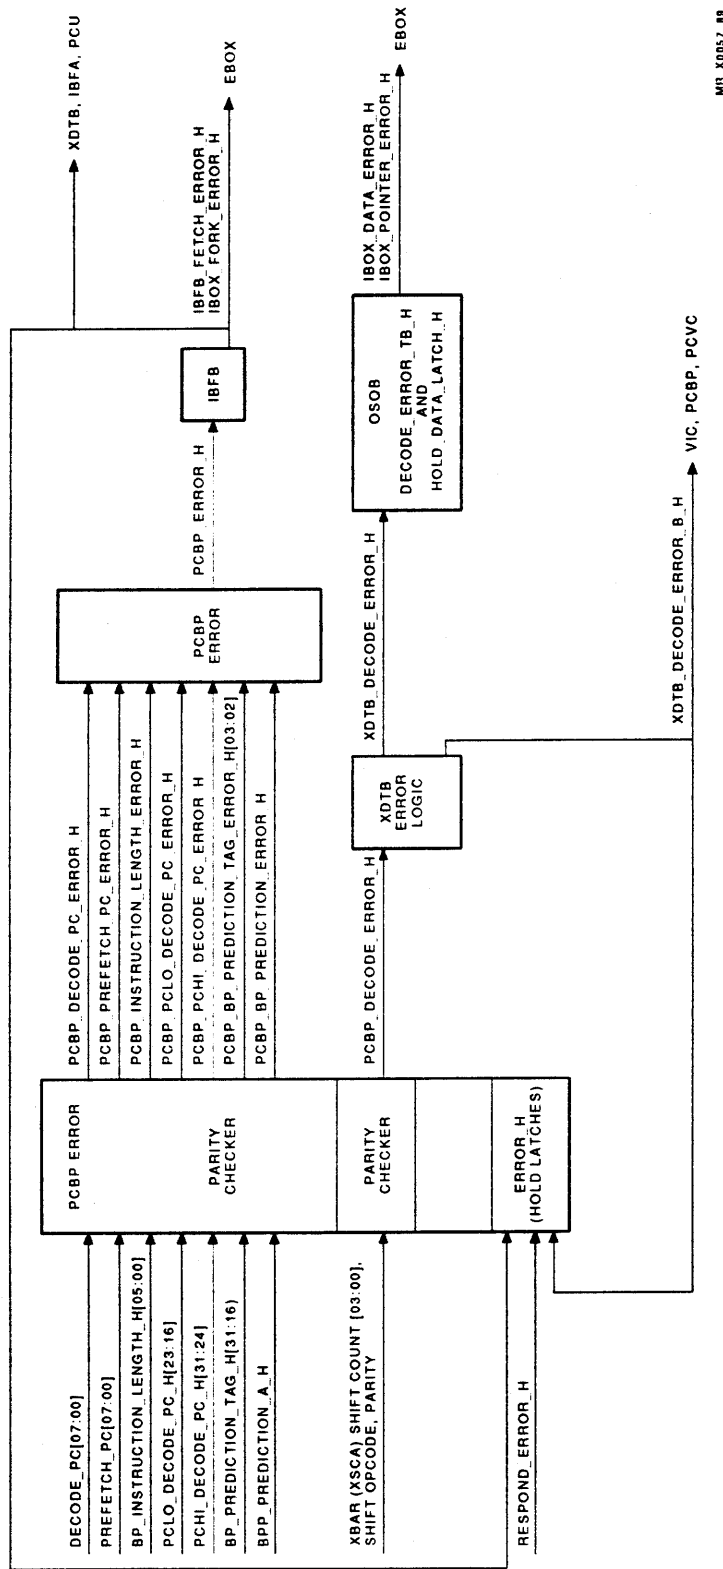 DECODE_PC[07:00]
PREFETCH_PC[07:00]
BP_INSTRUCTION_LENGTH_H[05:00]
PCLO_DECODE_PC_H[23:16]
PCHI_DECODE_PC_H[31:24]
BP_PREDICTION_TAG_H[31:16)
BPP_PREDICTION_A_H
XBAR (XSCA) SHIFT COUNT [03:00],
SHIFT OPCODE, PARITY
RESPOND_ERROR_H
PCBP ERROR
PARITY
CHECKER
PARITY
CHECKER
ERROR_H
(HOLD LATCHES)
PCBP_DECODE_PC_ERROR_H
PCBP_PREFETCH_PC_ERROR_H
PCBP_INSTRUCTION_LENGTH_ERROR_H
PCBP_PCLO_DECODE_PC_ERROR_H
PCBP_PCHI_DECODE_PC_ERROR H
PCBP_BP_PREDICTION_TAG_ERROR_H[03:02]
PCBP_BP_PREDICTION_ERROR H
PCBP_DECODE_ERROR_H
PCBP
ERROR
XDTB
ERROR
LOGIC
PCBP_ERROR_H
XDTB_DECODE_ERROR_H
XDTB_DECODE_ERROR_B_H
IBFB
OSOB
DECODE_ERROR_TB_H
AND
HOLD_DATA_LATCH_H
IBFB_FETCH_ERROR_H
IBOX_FORK_ERROR_H
IBOX_DATA_ERROR_H
IBOX_POINTER_ERROR_H
XDTB, IBFA, PCU
EBOX
EBOX
VIC, PCBP, PCVC
MR_X0057_89